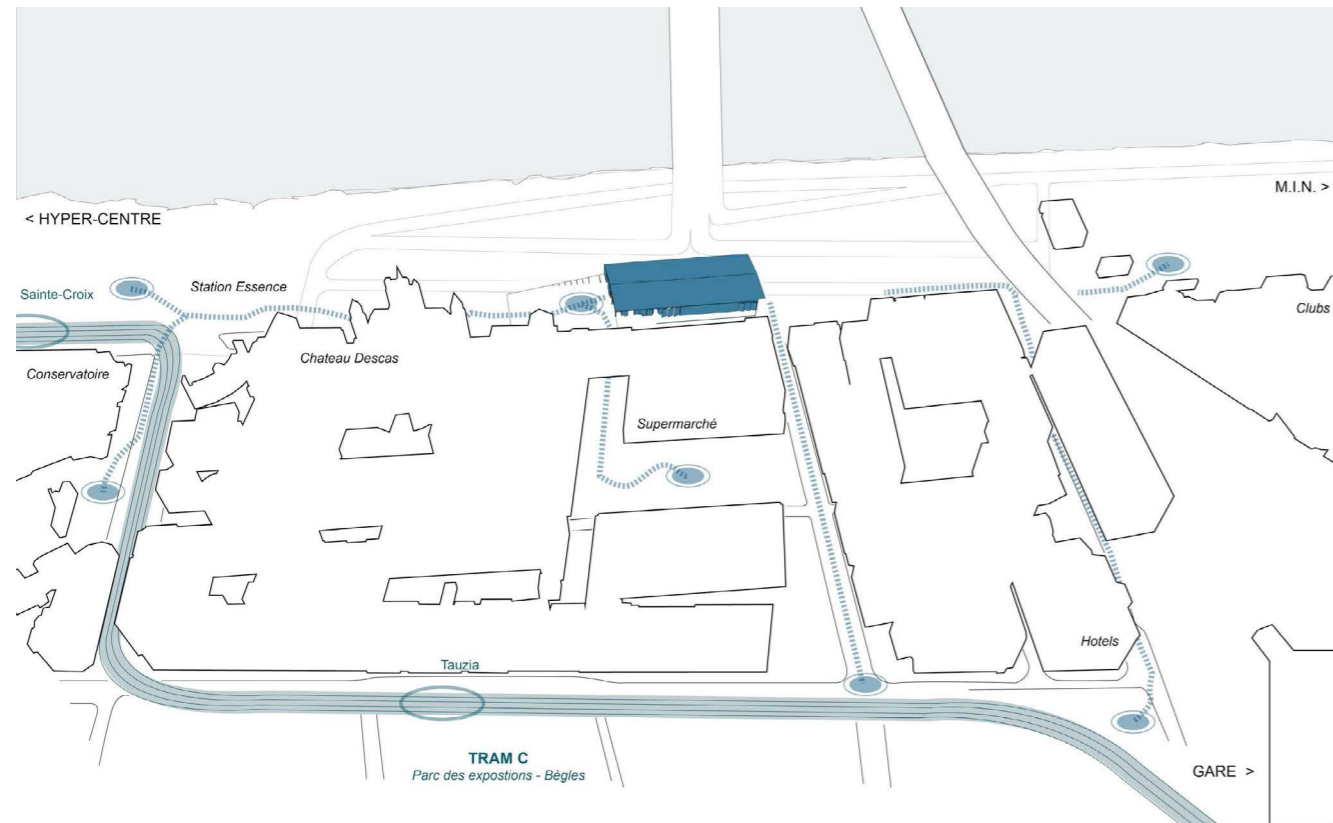 M.I.N. >
< HYPER-CENTRE
Station Essence
Sainte-Croix
Clubs
Chateau Descas
Conservatoire
Supermarché
Hotels
Tauzia
TRAM C
Parc des expostions - Bègles
GARE >